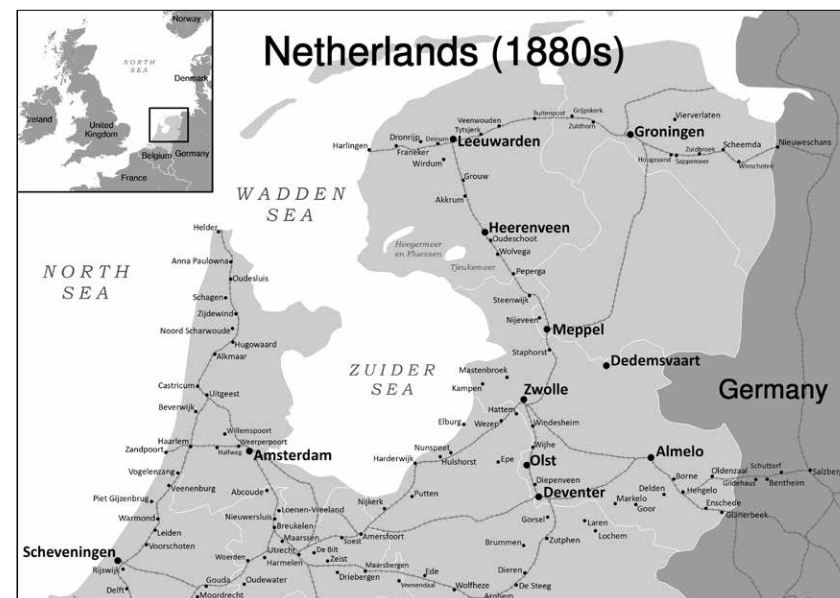 Netherlands (1880s)
Norway
NORTH
SEA
Denmark
Ireland
United
Kingdom
Belgium
Germany
France
WADDEN
SEA
NORTH
SEA
ZUIDER
SEA
Germany
Harlingen
Dronrijp
Deinum
Franeker
Wirdum
Leeuwarden
Tytsjerk
Veenwouden
Buitenpost
Grijpskerk
Zuidhorn
Vierverlaten
Groningen
Hoogezand
Sappemeer
Zuidbroek
Scheemda
Winschoten
Nieuweschans
Grouw
Akkrum
Heerenveen
Oudeschoot
Heegermeer
en Fluessen
Tjeukemeer
Wolvega
Peperga
Steenwijk
Nijeveen
Meppel
Staphorst
Dedemsvaart
Helder
Anna Paulowna
Oudesluis
Schagen
Zijdewind
Noord Scharwoude
Hugowaard
Alkmaar
Castricum
Uitgeest
Beverwijk
Willemspoort
Haarlem
Weerperpoort
Zandpoort
Halfweg
Amsterdam
Vogelenzang
Veenenburg
Piet Gijzenbrug
Warmond
Leiden
Voorschoten
Scheveningen
Rijswijk
Delft
Abcoude
Loenen-Vreeland
Nieuwersluis
Breukelen
Maarssen
Woerden
Utrecht
Harmelen
Gouda
Oudewater
Moordrecht
De Bilt
Zeist
Soest
Amersfoort
Driebergen
Maarsbergen
Veenendaal
Ede
Wolfheze
Arnhem
Mastenbroek
Kampen
Zwolle
Hattem
Wezep
Elburg
Nunspeet
Hulshorst
Harderwijk
Putten
Nijkerk
Epe
Windesheim
Wijhe
Olst
Diepenveen
Deventer
Gorsel
Zutphen
Brummen
Dieren
De Steeg
Laren
Lochem
Markelo
Goor
Delden
Almelo
Borne
Hengelo
Oldenzaal
Enschede
Glanerbeek
Gildehaus
Schuttorf
Bentheim
Salzberg